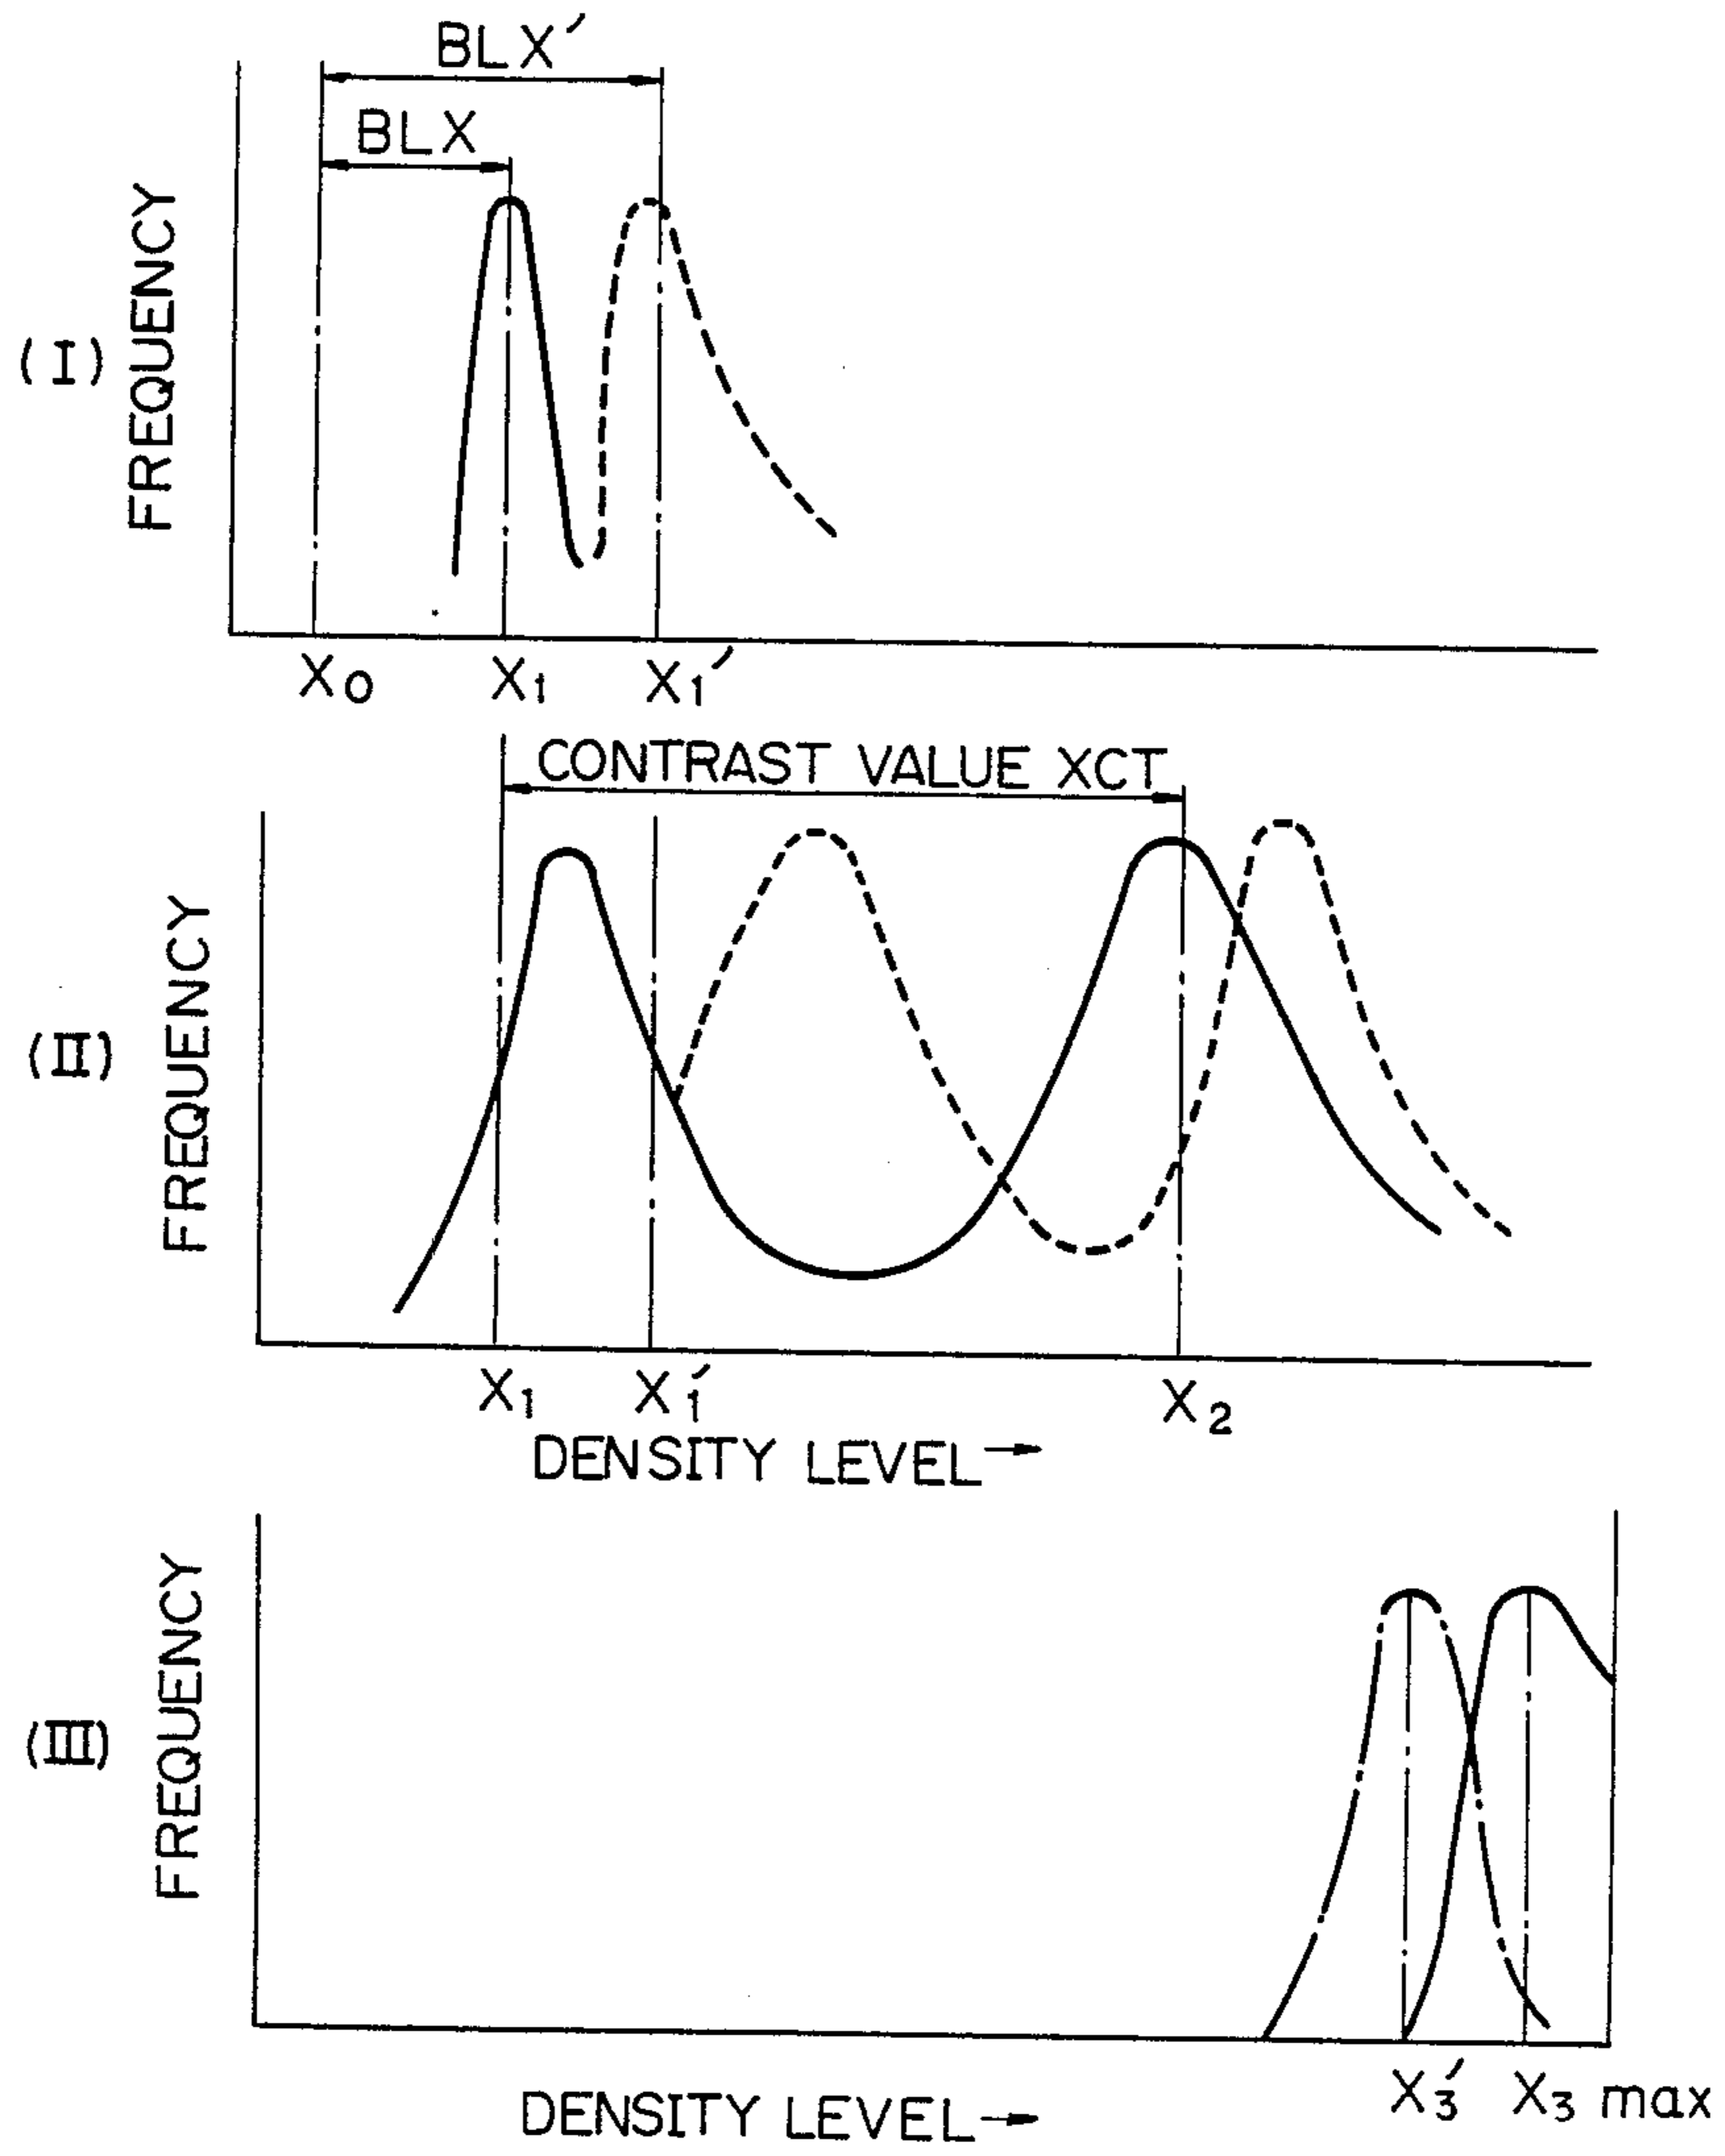 BLX′
BLX
(I)
FREQUENCY
X0 X1 X1′
CONTRAST VALUE XCT
(II)
FREQUENCY
X1 X1′ X2
DENSITY LEVEL→
(III)
FREQUENCY
X3′ X3 max
DENSITY LEVEL→